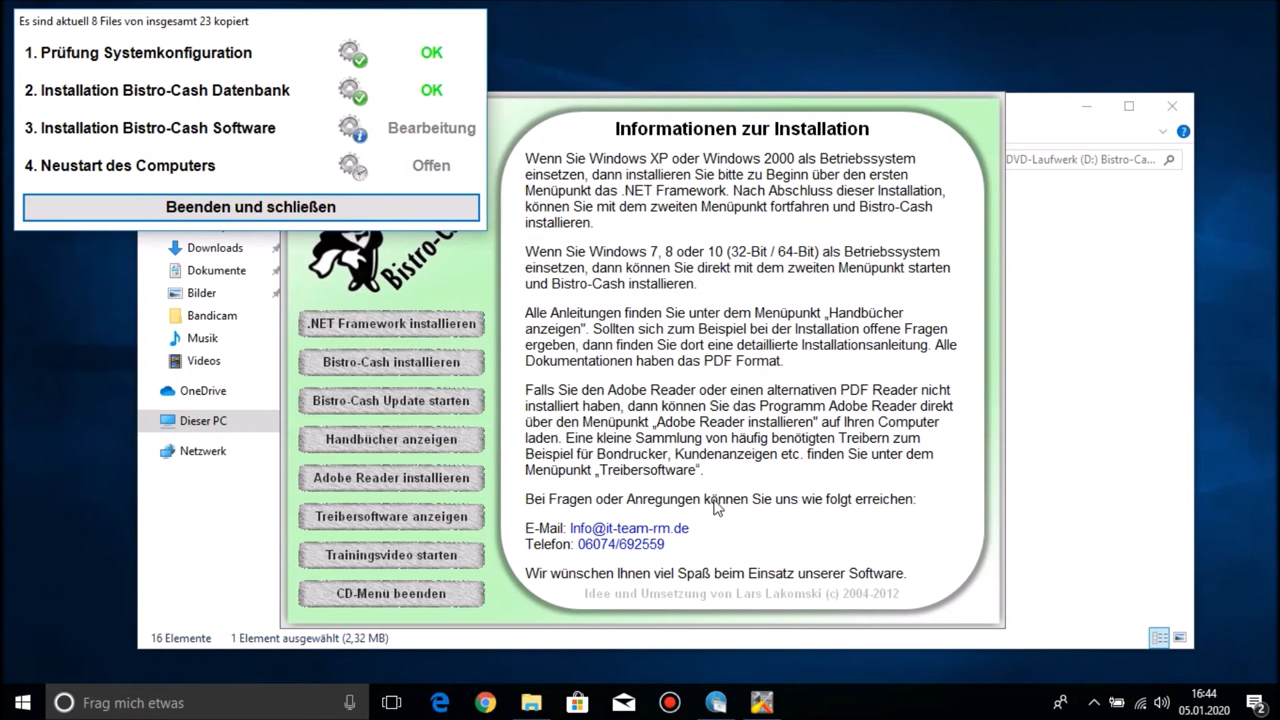 Es sind aktuell 8 Files von insgesamt 23 kopiert
1. Prüfung Systemkonfiguration OK
2. Installation Bistro-Cash Datenbank OK
3. Installation Bistro-Cash Software Bearbeitung
4. Neustart des Computers Offen
Beenden und schließen
DVD-Laufwerk (D:) Bistro-Ca...
Downloads
Dokumente
Bilder
Bandicam
Musik
Videos
OneDrive
Dieser PC
Netzwerk
16 Elemente 1 Element ausgewählt (2,32 MB)
Bistro-C
.NET Framework installieren
Bistro-Cash installieren
Bistro-Cash Update starten
Handbücher anzeigen
Adobe Reader installieren
Treibersoftware anzeigen
Trainingsvideo starten
CD-Menü beenden
Informationen zur Installation
Wenn Sie Windows XP oder Windows 2000 als Betriebssystem
einsetzen, dann installieren Sie bitte zu Beginn über den ersten
Menüpunkt das .NET Framework. Nach Abschluss dieser Installation,
können Sie mit dem zweiten Menüpunkt fortfahren und Bistro-Cash
installieren.
Wenn Sie Windows 7, 8 oder 10 (32-Bit / 64-Bit) als Betriebssystem
einsetzen, dann können Sie direkt mit dem zweiten Menüpunkt starten
und Bistro-Cash installieren.
Alle Anleitungen finden Sie unter dem Menüpunkt „Handbücher
anzeigen". Sollten sich zum Beispiel bei der Installation offene Fragen
ergeben, dann finden Sie dort eine detaillierte Installationsanleitung. Alle
Dokumentationen haben das PDF Format.
Falls Sie den Adobe Reader oder einen alternativen PDF Reader nicht
installiert haben, dann können Sie das Programm Adobe Reader direkt
über den Menüpunkt „Adobe Reader installieren" auf Ihren Computer
laden. Eine kleine Sammlung von häufig benötigten Treibern zum
Beispiel für Bondrucker, Kundenanzeigen etc. finden Sie unter dem
Menüpunkt „Treibersoftware“.
Bei Fragen oder Anregungen können Sie uns wie folgt erreichen:
E-Mail: Info@it-team-rm.de
Telefon: 06074/692559
Wir wünschen Ihnen viel Spaß beim Einsatz unserer Software.
Idee und Umsetzung von Lars Lakomski (c) 2004-2012
Frag mich etwas
16:44
05.01.2020
2